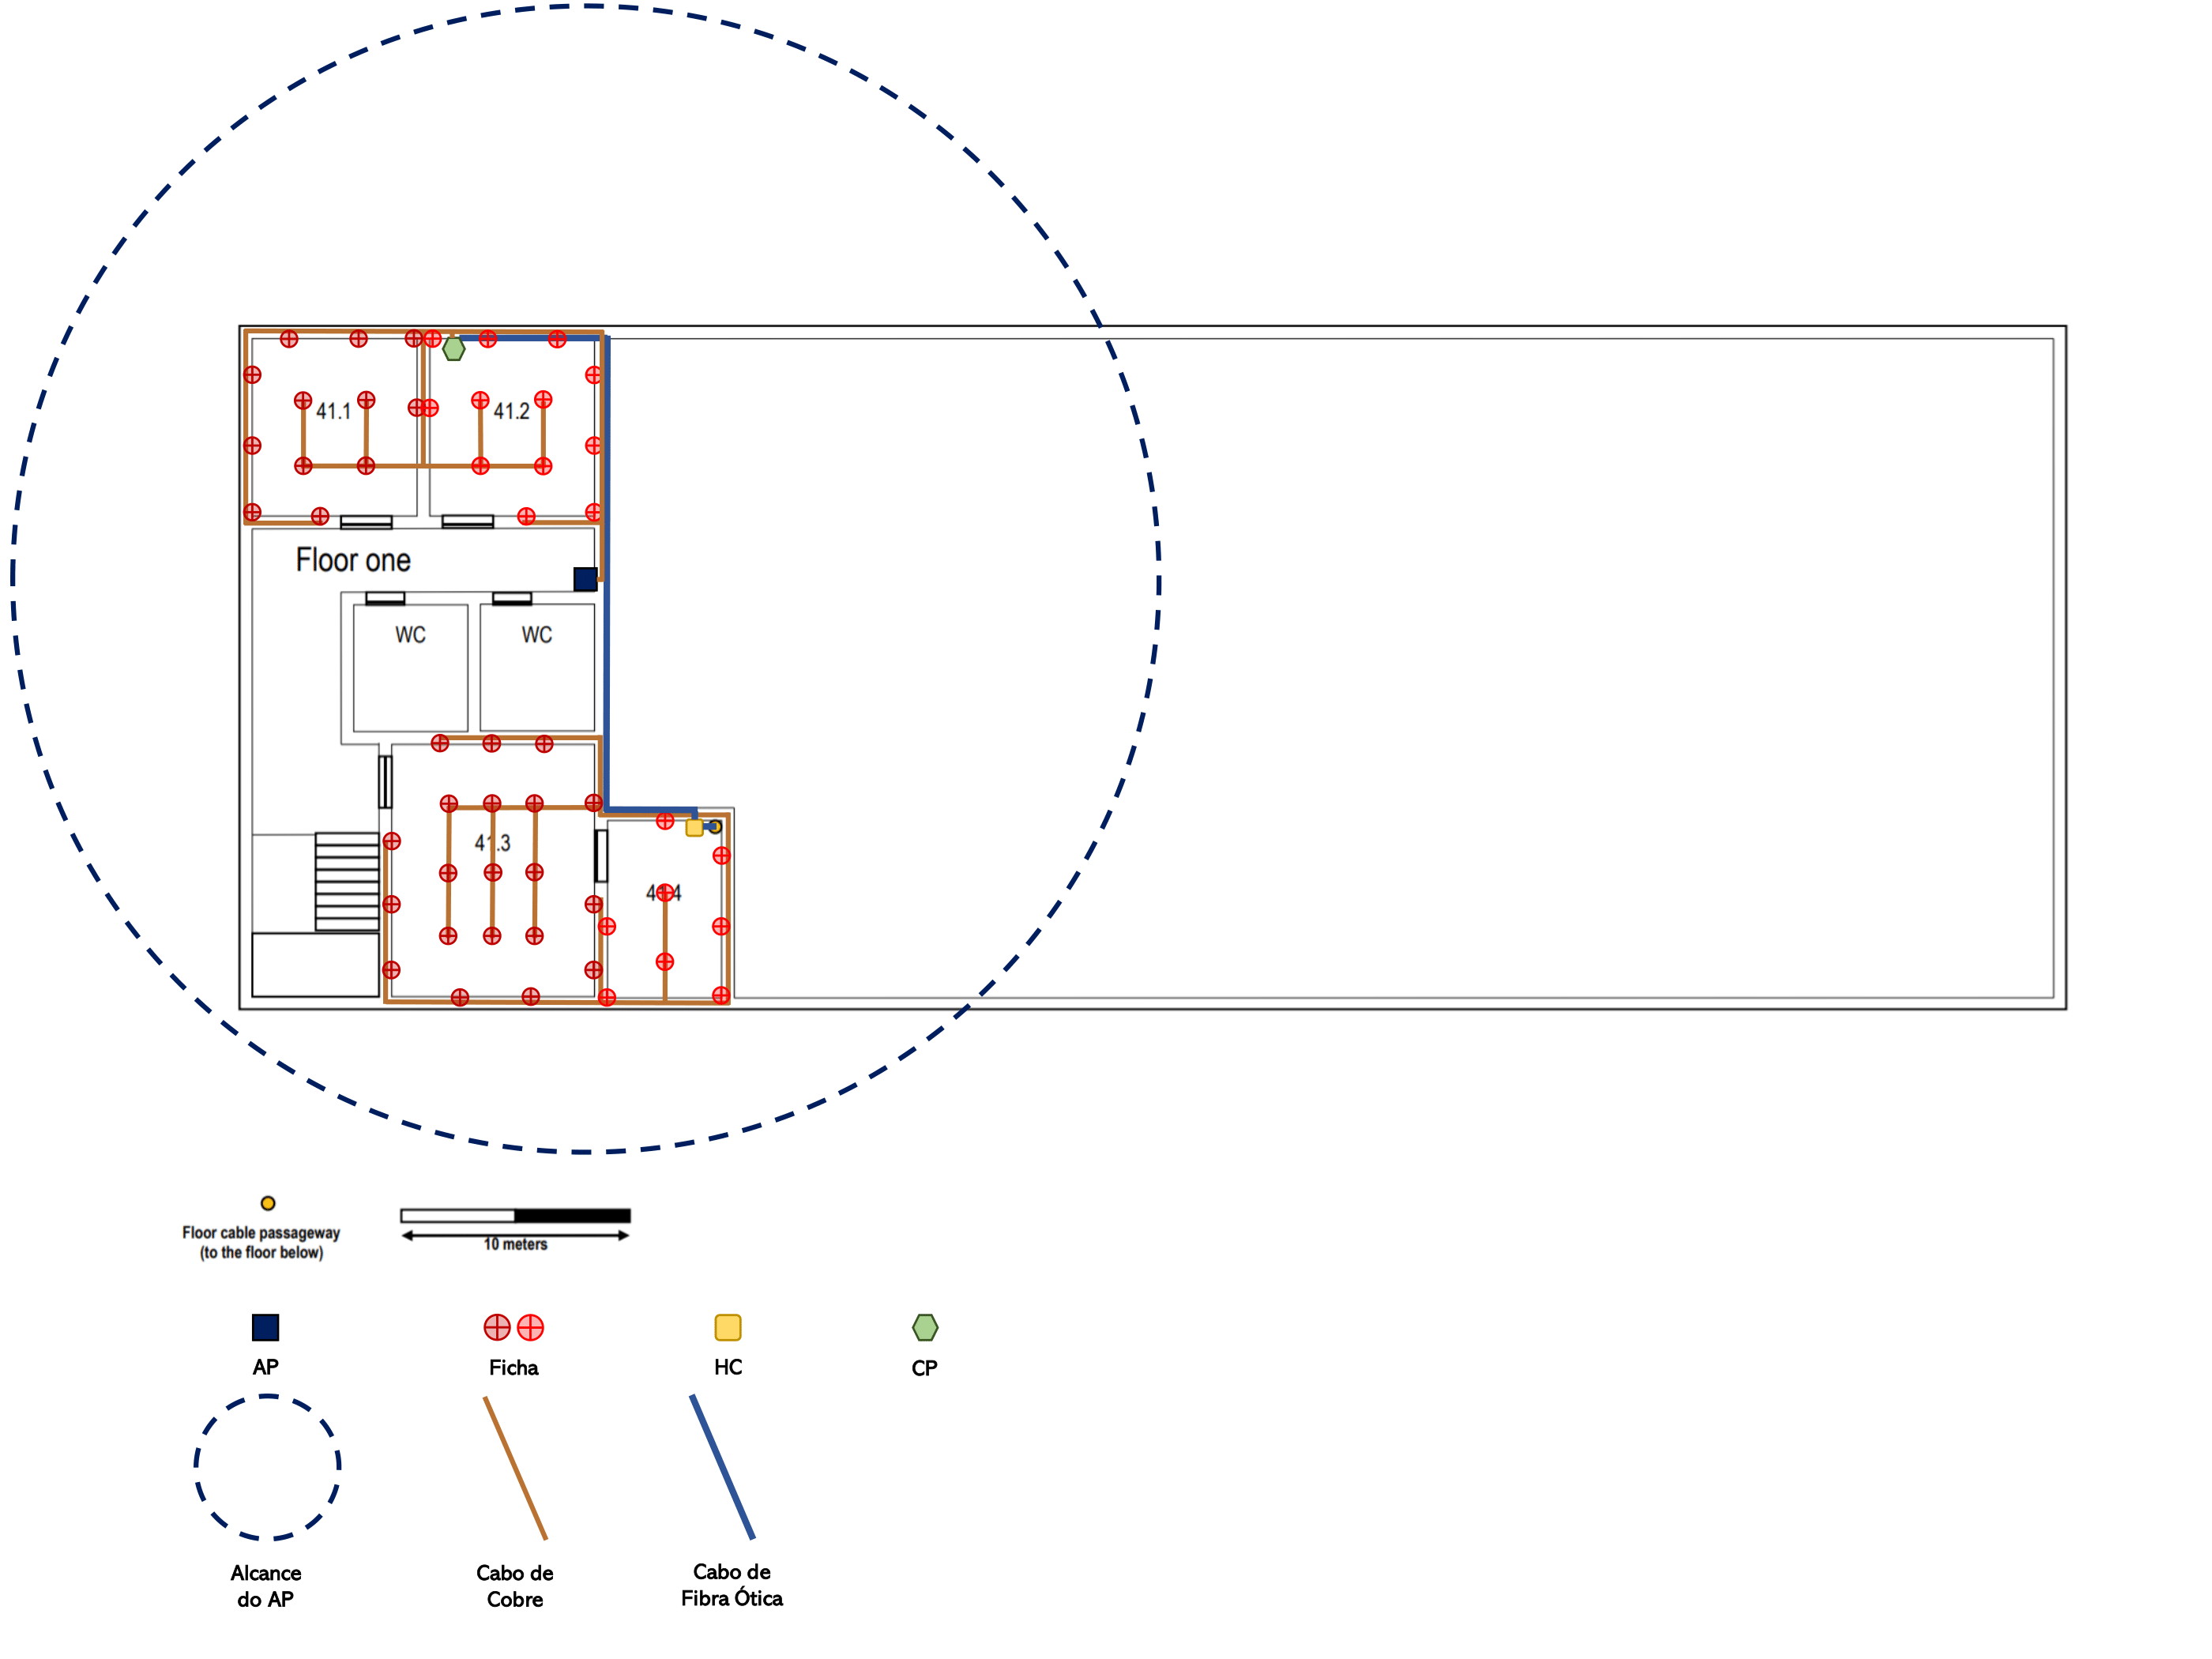 41.1
41.2
Floor one
WC
WC
41.3
41.4
Floor cable passageway
(to the floor below)
10 meters
AP
Ficha
HC
CP
Alcance
do AP
Cabo de
Cobre
Cabo de
Fibra Ótica